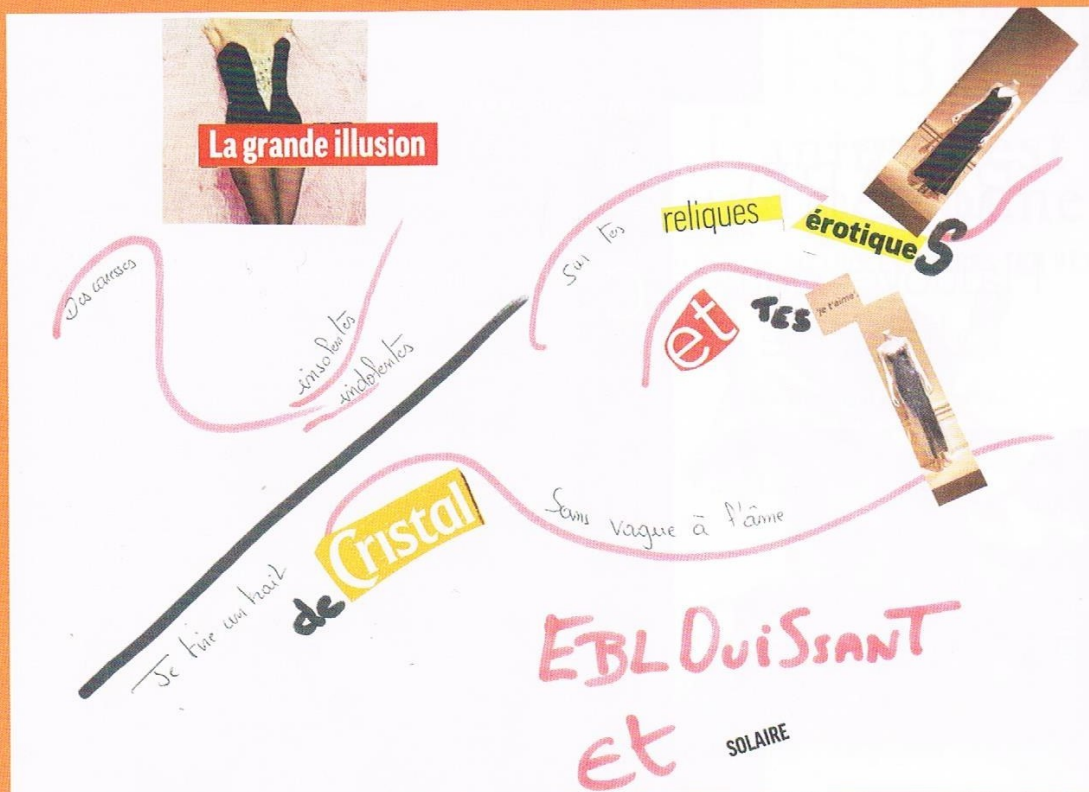 La grande illusion
Des caresses
insolentes
indolentes
Je tire un trait
de Cristal
Sur tes reliques érotiqueS
et TES je t'aime
Sans vague à l'âme
EBLOuiSSANT
Et SOLAIRE